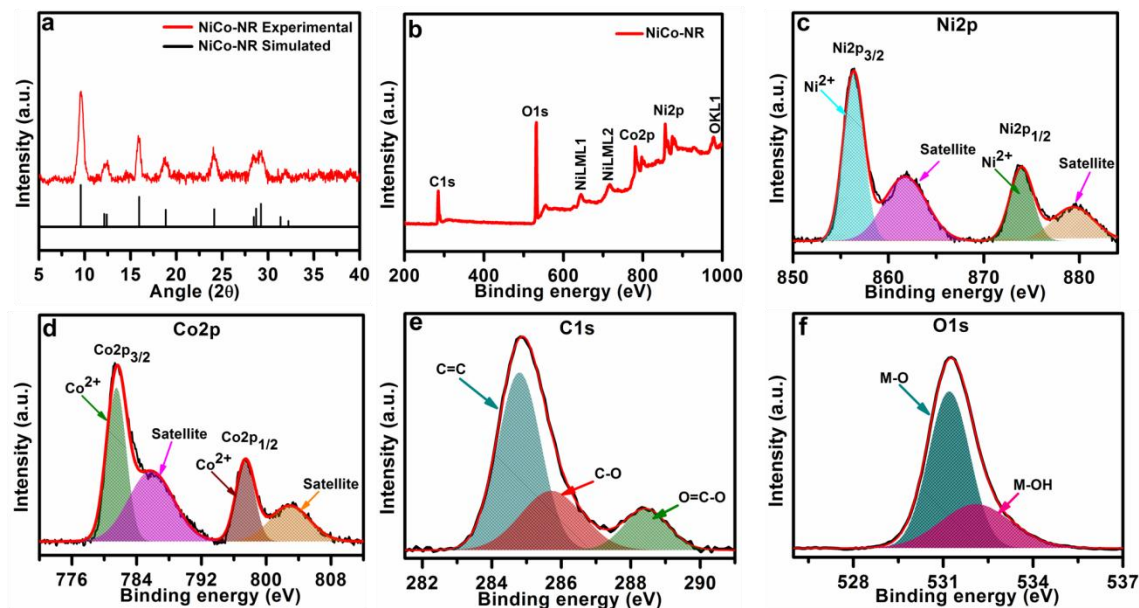 a
NiCo-NR Experimental
NiCo-NR Simulated
Intensity (a.u.)
5 10 15 20 25 30 35 40
Angle (2θ)
b
NiCo-NR
C1s
O1s
NiLML1
NiLML2
Co2p
Ni2p
OKL1
Intensity (a.u.)
200 400 600 800 1000
Binding energy (eV)
c
Ni2p
Ni2p3/2
Ni2+
Satellite
Ni2p1/2
Ni2+
Satellite
Intensity (a.u.)
850 860 870 880
Binding energy (eV)
d
Co2p
Co2p3/2
Co2+
Satellite
Co2p1/2
Co2+
Satellite
Intensity (a.u.)
776 784 792 800 808
Binding energy (eV)
e
C1s
C=C
C-O
O=C-O
Intensity (a.u.)
282 284 286 288 290
Binding energy (eV)
f
O1s
M-O
M-OH
Intensity (a.u.)
528 531 534 537
Binding energy (eV)